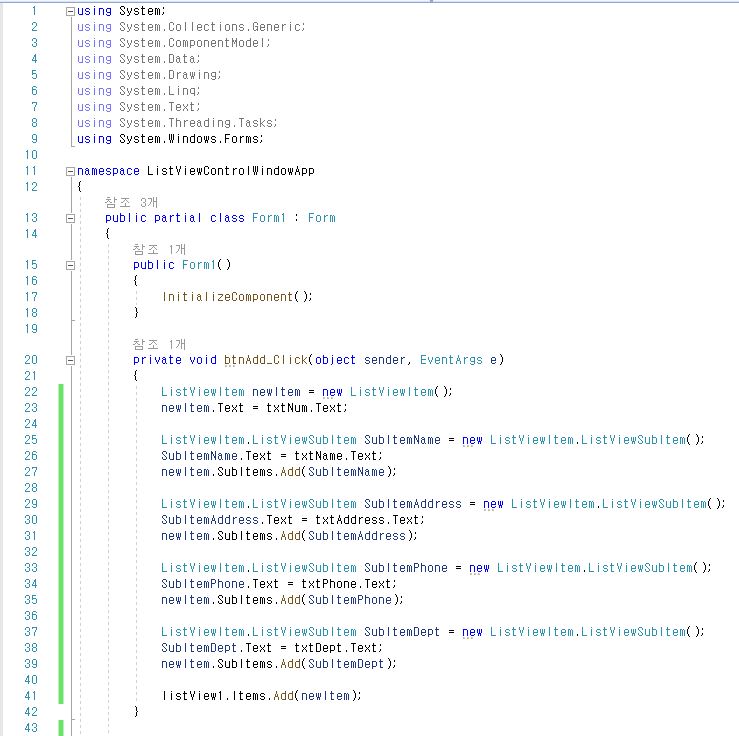 1 using System;
2 using System.Collections.Generic;
3 using System.ComponentModel;
4 using System.Data;
5 using System.Drawing;
6 using System.Linq;
7 using System.Text;
8 using System.Threading.Tasks;
9 using System.Windows.Forms;
10
11 namespace ListViewControlWindowApp
12 {
참조 3개
13 public partial class Form1 : Form
14 {
참조 1개
15 public Form1()
16 {
17 InitializeComponent();
18 }
19
참조 1개
20 private void btnAdd_Click(object sender, EventArgs e)
21 {
22 ListViewItem newItem = new ListViewItem();
23 newItem.Text = txtNum.Text;
24
25 ListViewItem.ListViewSubItem SubItemName = new ListViewItem.ListViewSubItem();
26 SubItemName.Text = txtName.Text;
27 newItem.SubItems.Add(SubItemName);
28
29 ListViewItem.ListViewSubItem SubItemAddress = new ListViewItem.ListViewSubItem();
30 SubItemAddress.Text = txtAddress.Text;
31 newItem.SubItems.Add(SubItemAddress);
32
33 ListViewItem.ListViewSubItem SubItemPhone = new ListViewItem.ListViewSubItem();
34 SubItemPhone.Text = txtPhone.Text;
35 newItem.SubItems.Add(SubItemPhone);
36
37 ListViewItem.ListViewSubItem SubItemDept = new ListViewItem.ListViewSubItem();
38 SubItemDept.Text = txtDept.Text;
39 newItem.SubItems.Add(SubItemDept);
40
41 listView1.Items.Add(newItem);
42 }
43